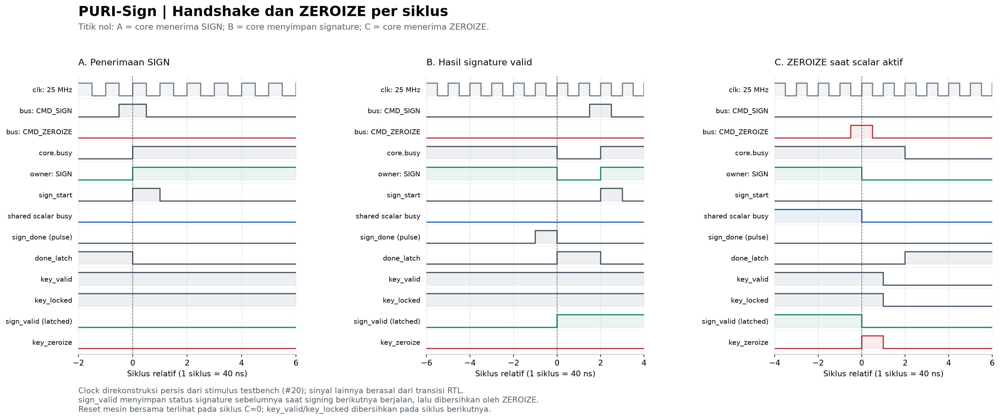 PURI-Sign | Handshake dan ZEROIZE per siklus
Titik nol: A = core menerima SIGN; B = core menyimpan signature; C = core menerima ZEROIZE.
A. Penerimaan SIGN
clk: 25 MHz
bus: CMD_SIGN
bus: CMD_ZEROIZE
core.busy
owner: SIGN
sign_start
shared scalar busy
sign_done (pulse)
done_latch
key_valid
key_locked
sign_valid (latched)
key_zeroize
−2 0 2 4 6
Siklus relatif (1 siklus = 40 ns)
B. Hasil signature valid
clk: 25 MHz
bus: CMD_SIGN
bus: CMD_ZEROIZE
core.busy
owner: SIGN
sign_start
shared scalar busy
sign_done (pulse)
done_latch
key_valid
key_locked
sign_valid (latched)
key_zeroize
−6 −4 −2 0 2 4
Siklus relatif (1 siklus = 40 ns)
C. ZEROIZE saat scalar aktif
clk: 25 MHz
bus: CMD_SIGN
bus: CMD_ZEROIZE
core.busy
owner: SIGN
sign_start
shared scalar busy
sign_done (pulse)
done_latch
key_valid
key_locked
sign_valid (latched)
key_zeroize
−4 −2 0 2 4 6
Siklus relatif (1 siklus = 40 ns)
Clock direkonstruksi persis dari stimulus testbench (#20); sinyal lainnya berasal dari transisi RTL.
sign_valid menyimpan status signature sebelumnya saat signing berikutnya berjalan, lalu dibersihkan oleh ZEROIZE.
Reset mesin bersama terlihat pada siklus C=0; key_valid/key_locked dibersihkan pada siklus berikutnya.